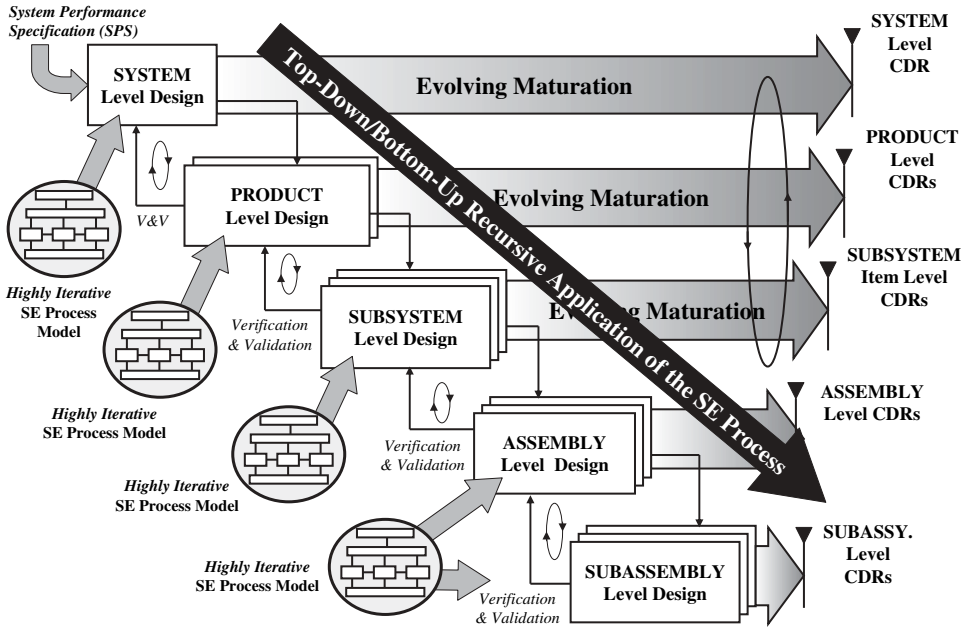 System Performance
Specification (SPS)
SYSTEM
Level Design
Evolving Maturation
SYSTEM
Level
CDR
Top-Down/Bottom-Up Recursive Application of the SE Process
PRODUCT
Level Design
V&V
Evolving Maturation
PRODUCT
Level
CDRs
Highly Iterative
SE Process
Model
SUBSYSTEM
Level Design
Verification
& Validation
Evolving Maturation
SUBSYSTEM
Item Level
CDRs
Highly Iterative
SE Process Model
ASSEMBLY
Level Design
Verification
& Validation
ASSEMBLY
Level CDRs
Highly Iterative
SE Process Model
SUBASSEMBLY
Level Design
Verification
& Validation
SUBASSY.
Level
CDRs
Highly Iterative
SE Process Model